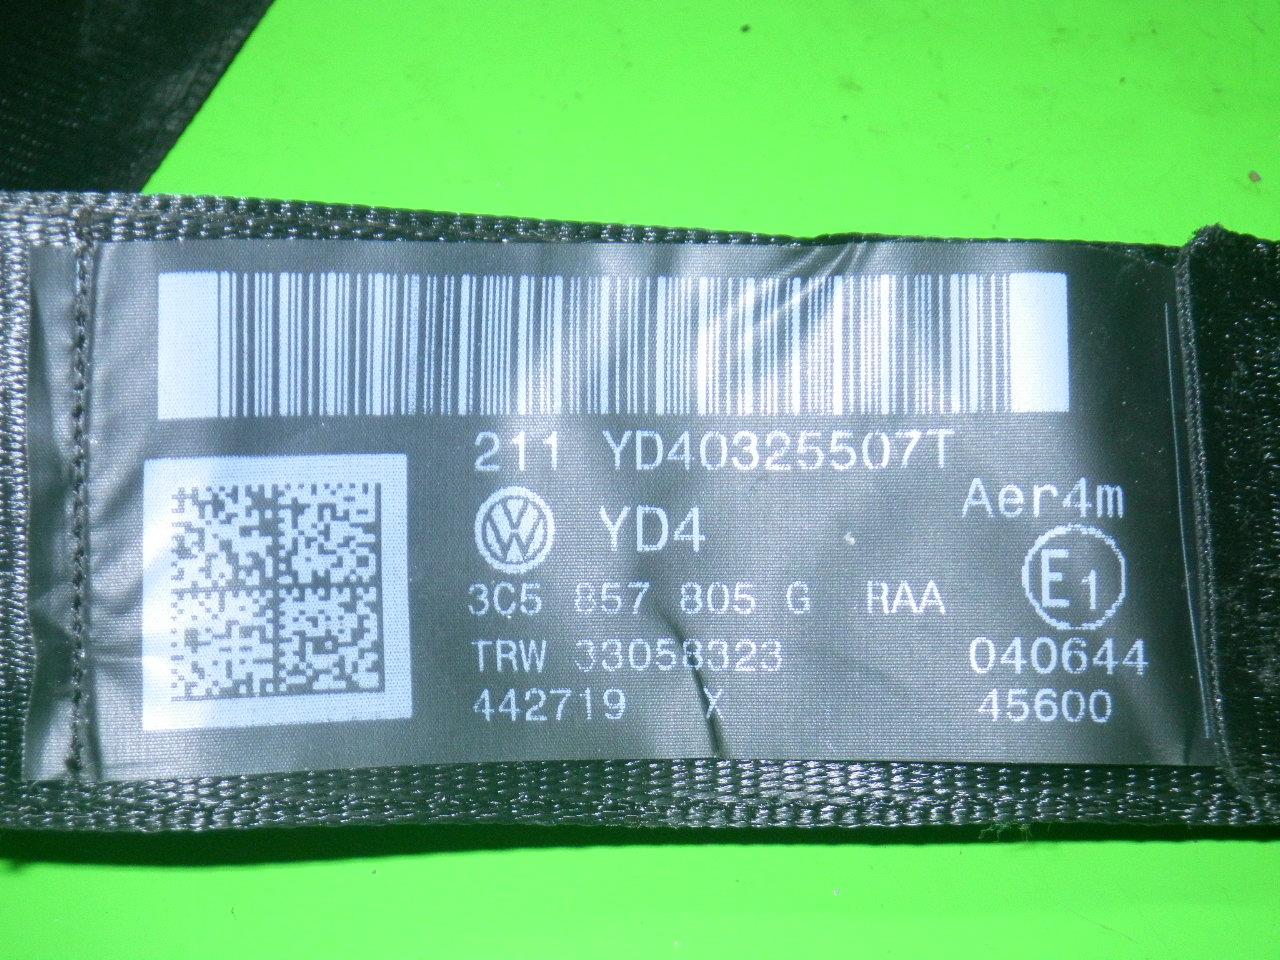 211 YD40325507T
YD4
Aer4m
E1
3C5 857 805 G RAA
TRW 33058323
040644
442719 X
45600